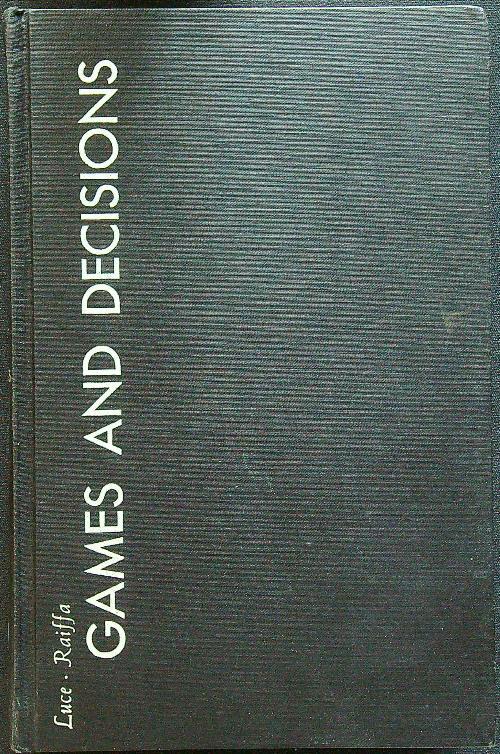 Luce · Raiffa
GAMES AND DECISIONS